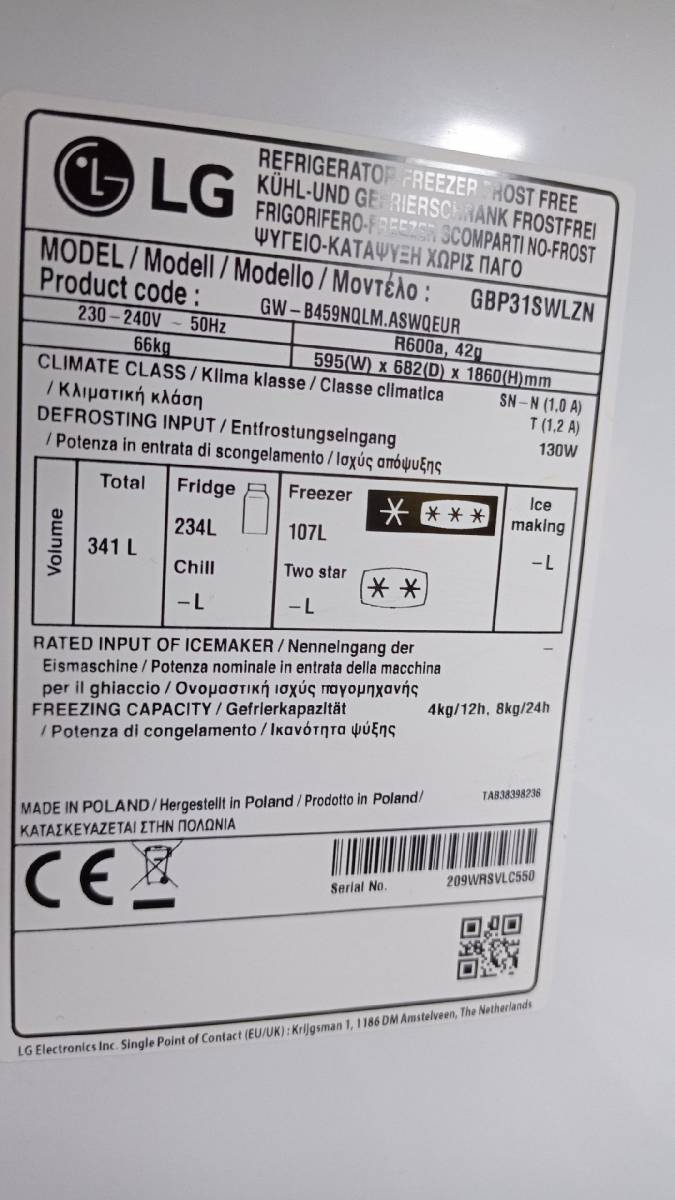 LG
REFRIGERATOR-FREEZER FROST FREE
KÜHL-UND GEFRIERSCHRANK FROSTFREI
FRIGORIFERO-FREEZER SCOMPARTI NO-FROST
ΨΥΓΕΙΟ-ΚΑΤΑΨΥΞΗ ΧΩΡΙΣ ΠΑΓΟ
MODEL / Modell / Modello / Μοντέλο : GBP31SWLZN
Product code : GW-B459NQLM.ASWQEUR
230-240V ~ 50Hz R600a, 42g
66kg 595(W) x 682(D) x 1860(H)mm
CLIMATE CLASS / Klima klasse / Classe climatica SN-N (1.0 A)
/ Κλιματική κλάση T (1,2 A)
DEFROSTING INPUT / Entfrostungseingang 130W
/ Potenza in entrata di scongelamento / Ισχύς απόψυξης
Volume
Total Fridge Freezer Ice
making
341 L 234L 107L -L
Chill Two star
-L -L
RATED INPUT OF ICEMAKER / Nenneingang der –
Eismaschine / Potenza nominale in entrata della macchina
per il ghiaccio / Ονομαστική ισχύς παγομηχανής
FREEZING CAPACITY / Gefrierkapazität 4kg/12h, 8kg/24h
/ Potenza di congelamento / Ικανότητα ψύξης
MADE IN POLAND / Hergestellt in Poland / Prodotto in Poland/ TAB38398236
ΚΑΤΑΣΚΕΥΑΖΕΤΑΙ ΣΤΗΝ ΠΟΛΩΝΙΑ
CE
Serial No. 209WRSVLC550
LG Electronics Inc. Single Point of Contact (EU/UK) : Krijgsman 1, 1186 DM Amstelveen, The Netherlands